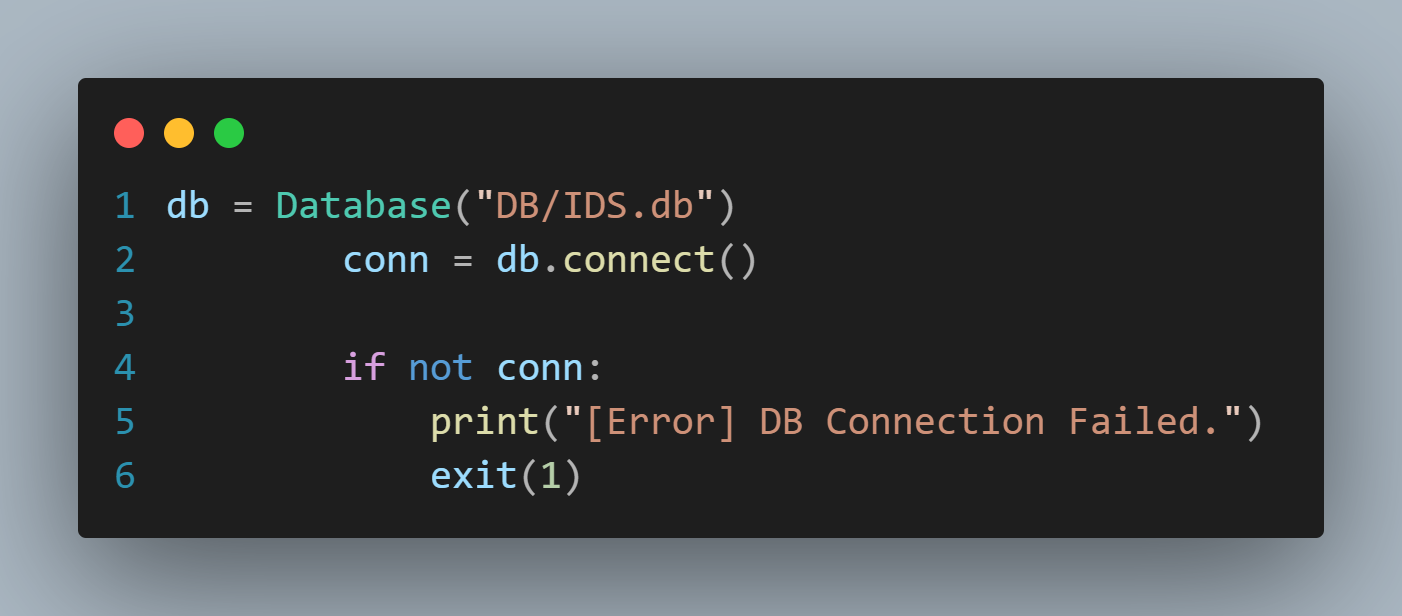 1 db = Database("DB/IDS.db")
2         conn = db.connect()
3
4         if not conn:
5             print("[Error] DB Connection Failed.")
6             exit(1)